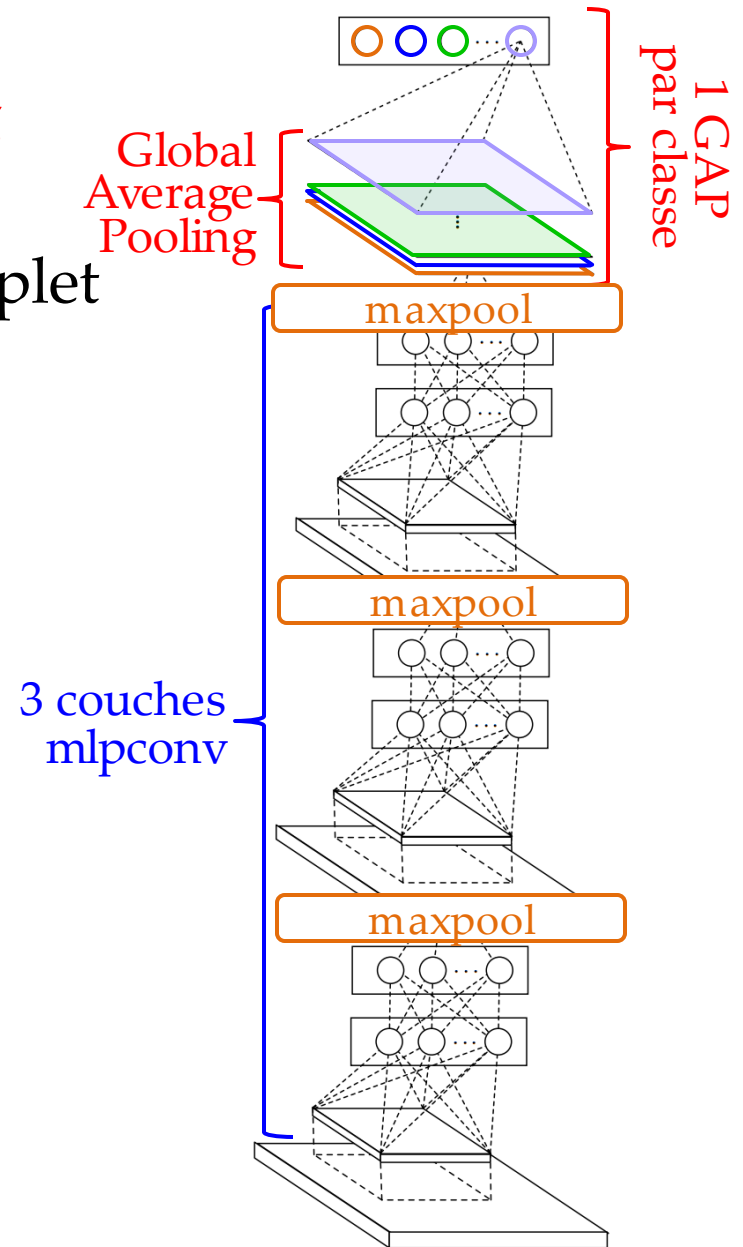 1 GAP
par classe
Global
Average
Pooling
plet
maxpool
maxpool
3 couches
mlpconv
maxpool